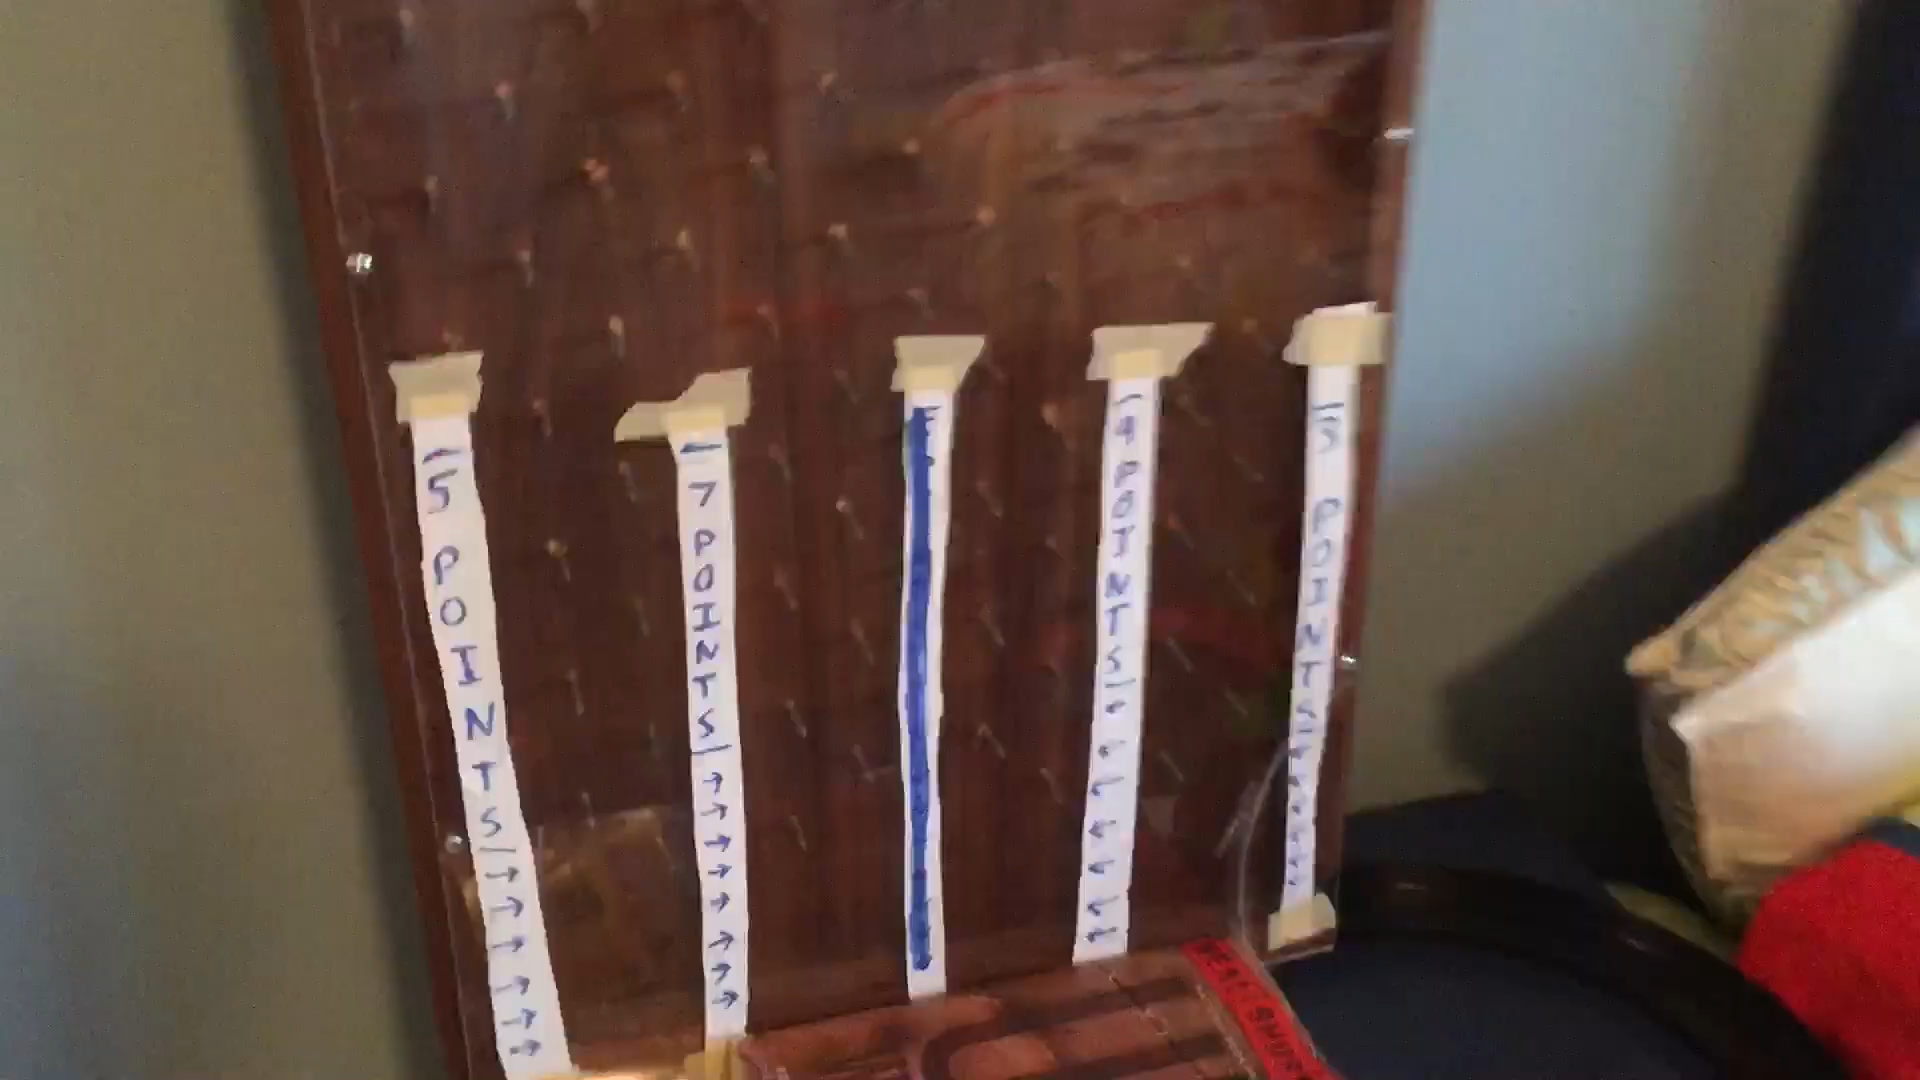 -5 POINTS/→→→→→→
-7 POINTS/→→→→→→→→
-4 POINTS/←←←←←←←←
-5 POINTS